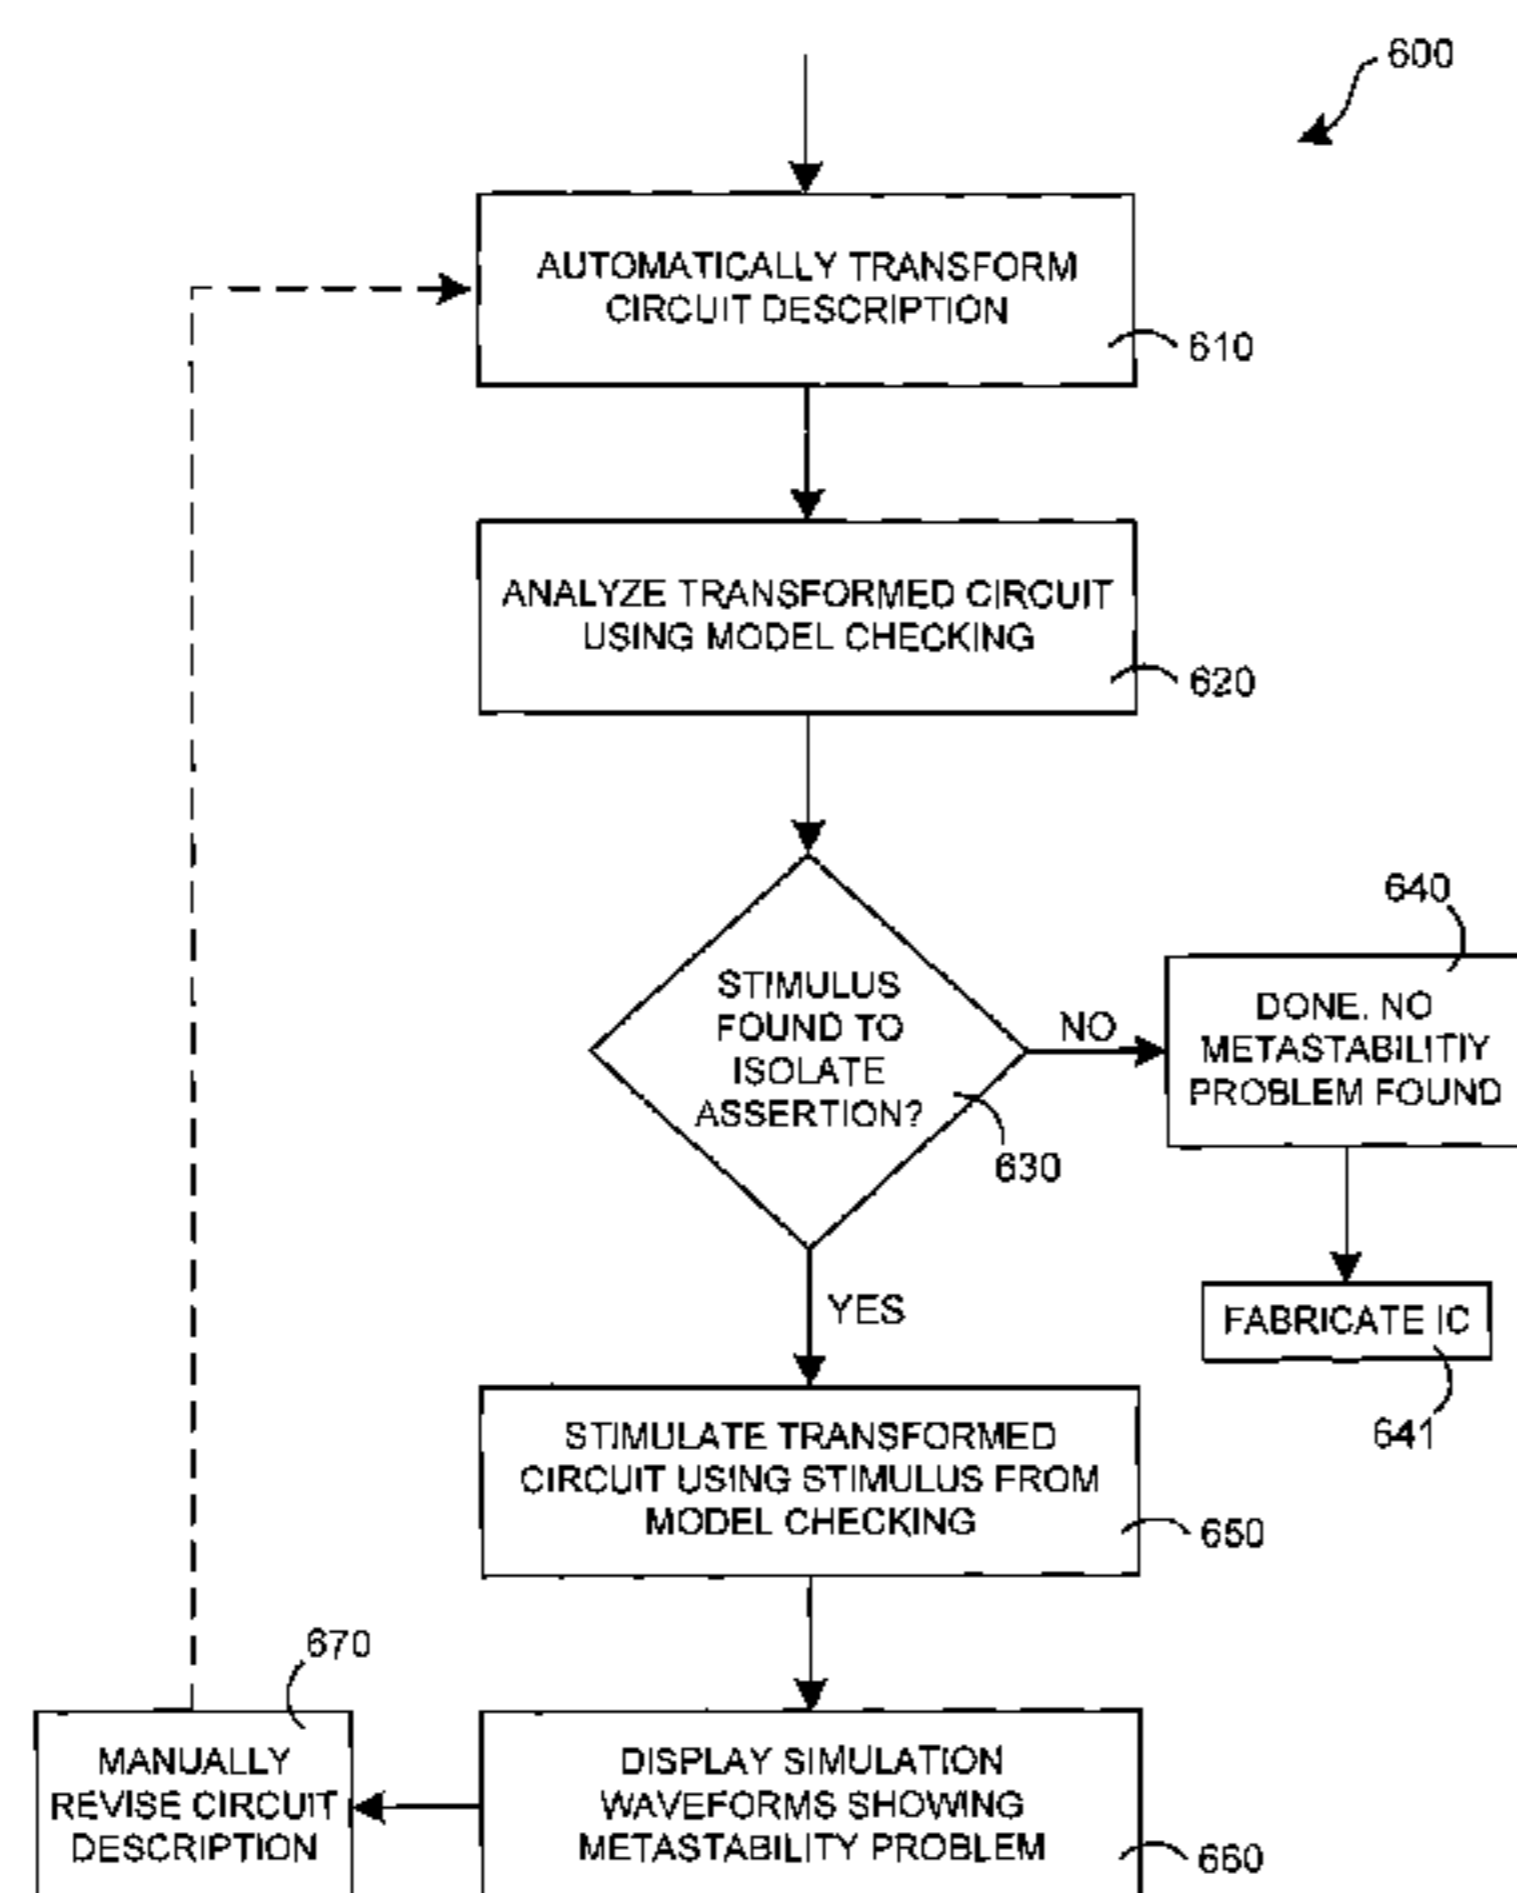 600
AUTOMATICALLY TRANSFORM
CIRCUIT DESCRIPTION
610
ANALYZE TRANSFORMED CIRCUIT
USING MODEL CHECKING
620
STIMULUS
FOUND TO
ISOLATE
ASSERTION?
630
NO
640
DONE. NO
METASTABILITIY
PROBLEM FOUND
FABRICATE IC
641
YES
STIMULATE TRANSFORMED
CIRCUIT USING STIMULUS FROM
MODEL CHECKING
650
670
MANUALLY
REVISE CIRCUIT
DESCRIPTION
DISPLAY SIMULATION
WAVEFORMS SHOWING
METASTABILITY PROBLEM
660